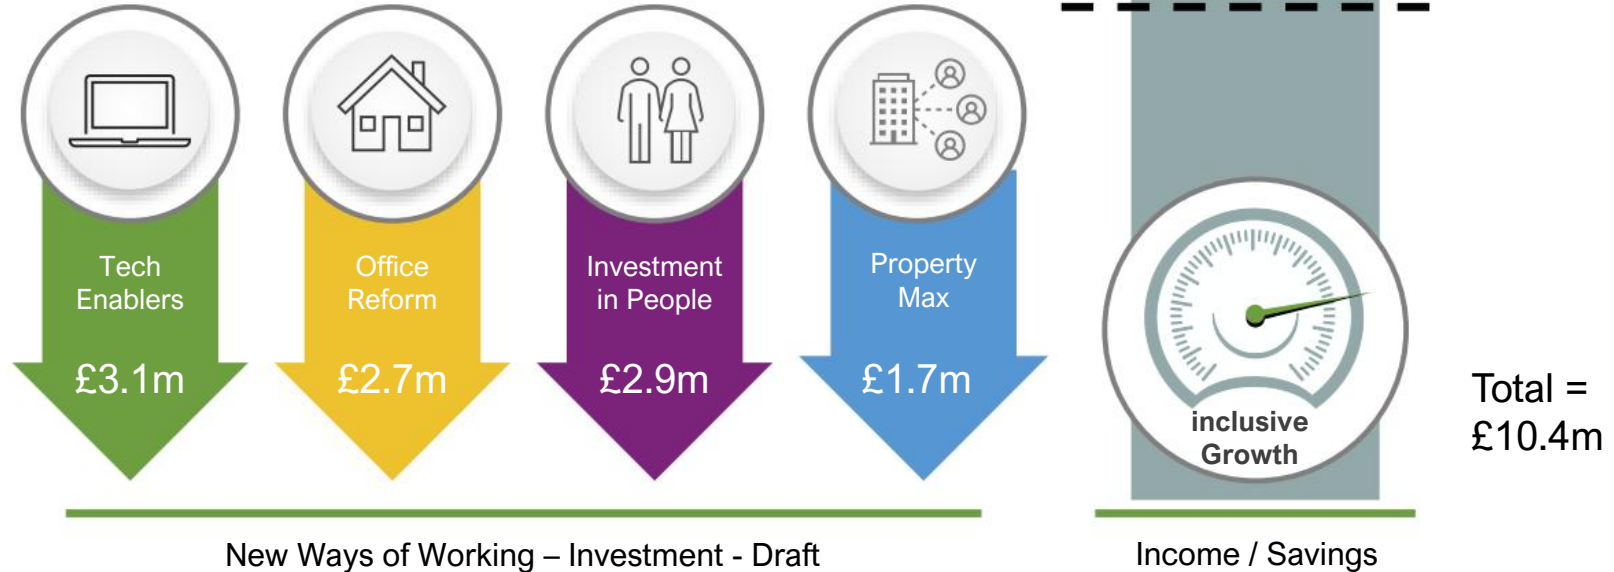 Tech
Enablers
£3.1m
Office
Reform
£2.7m
Investment
in People
£2.9m
Property
Max
£1.7m
inclusive
Growth
Total =
£10.4m
New Ways of Working – Investment - Draft
Income / Savings